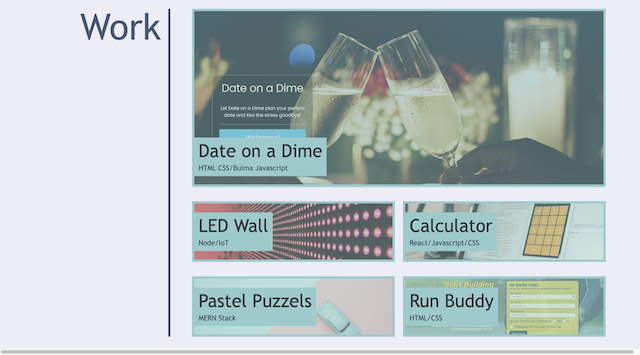 Work
Date on a Dime
Let Date on a Dime plan your perfect
date and kiss the stress goodbye!
Date on a Dime
HTML CSS/Bulma Javascript
LED Wall
Node/IoT
Calculator
React/Javascript/CSS
Pastel Puzzels
MERN Stack
Start Building
Run Buddy
HTML/CSS